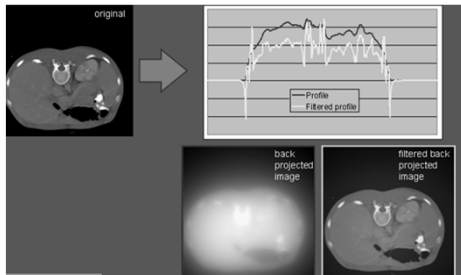 original
Profile
Filtered profile
back
projected
image
filtered back
projected
image